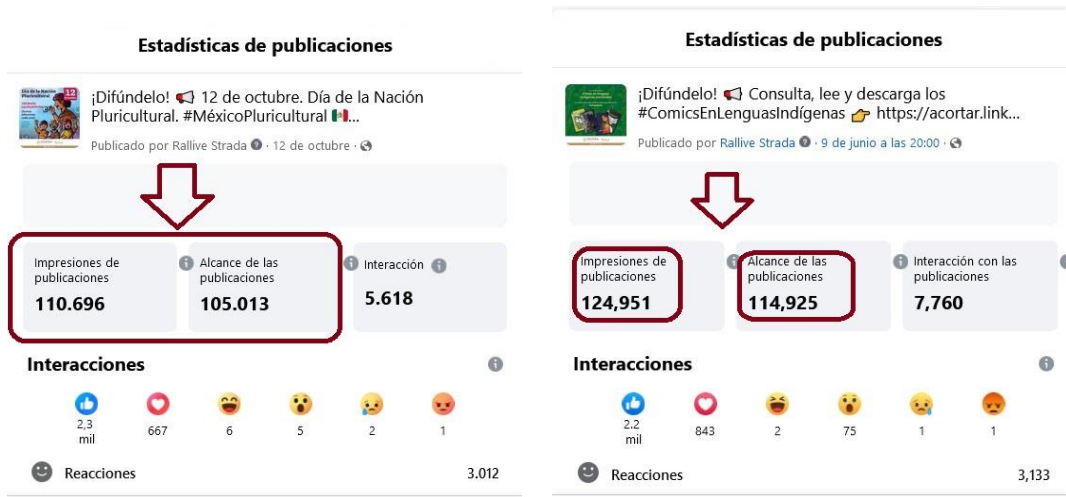 Estadísticas de publicaciones
¡Difúndelo! 📢 12 de octubre. Día de la Nación
Pluricultural. #MéxicoPluricultural 🇲🇽...
Publicado por Rallive Strada · 12 de octubre ·
Impresiones de
publicaciones
110.696
Alcance de las
publicaciones
105.013
Interacción
5.618
Interacciones
2,3
mil
667
6
5
2
1
Reacciones
3.012
Estadísticas de publicaciones
¡Difúndelo! 📢 Consulta, lee y descarga los
#ComicsEnLenguasIndígenas 👉 https://acortar.link...
Publicado por Rallive Strada · 9 de junio a las 20:00 ·
Impresiones de
publicaciones
124,951
Alcance de las
publicaciones
114,925
Interacción con las
publicaciones
7,760
Interacciones
2.2
mil
843
2
75
1
1
Reacciones
3,133